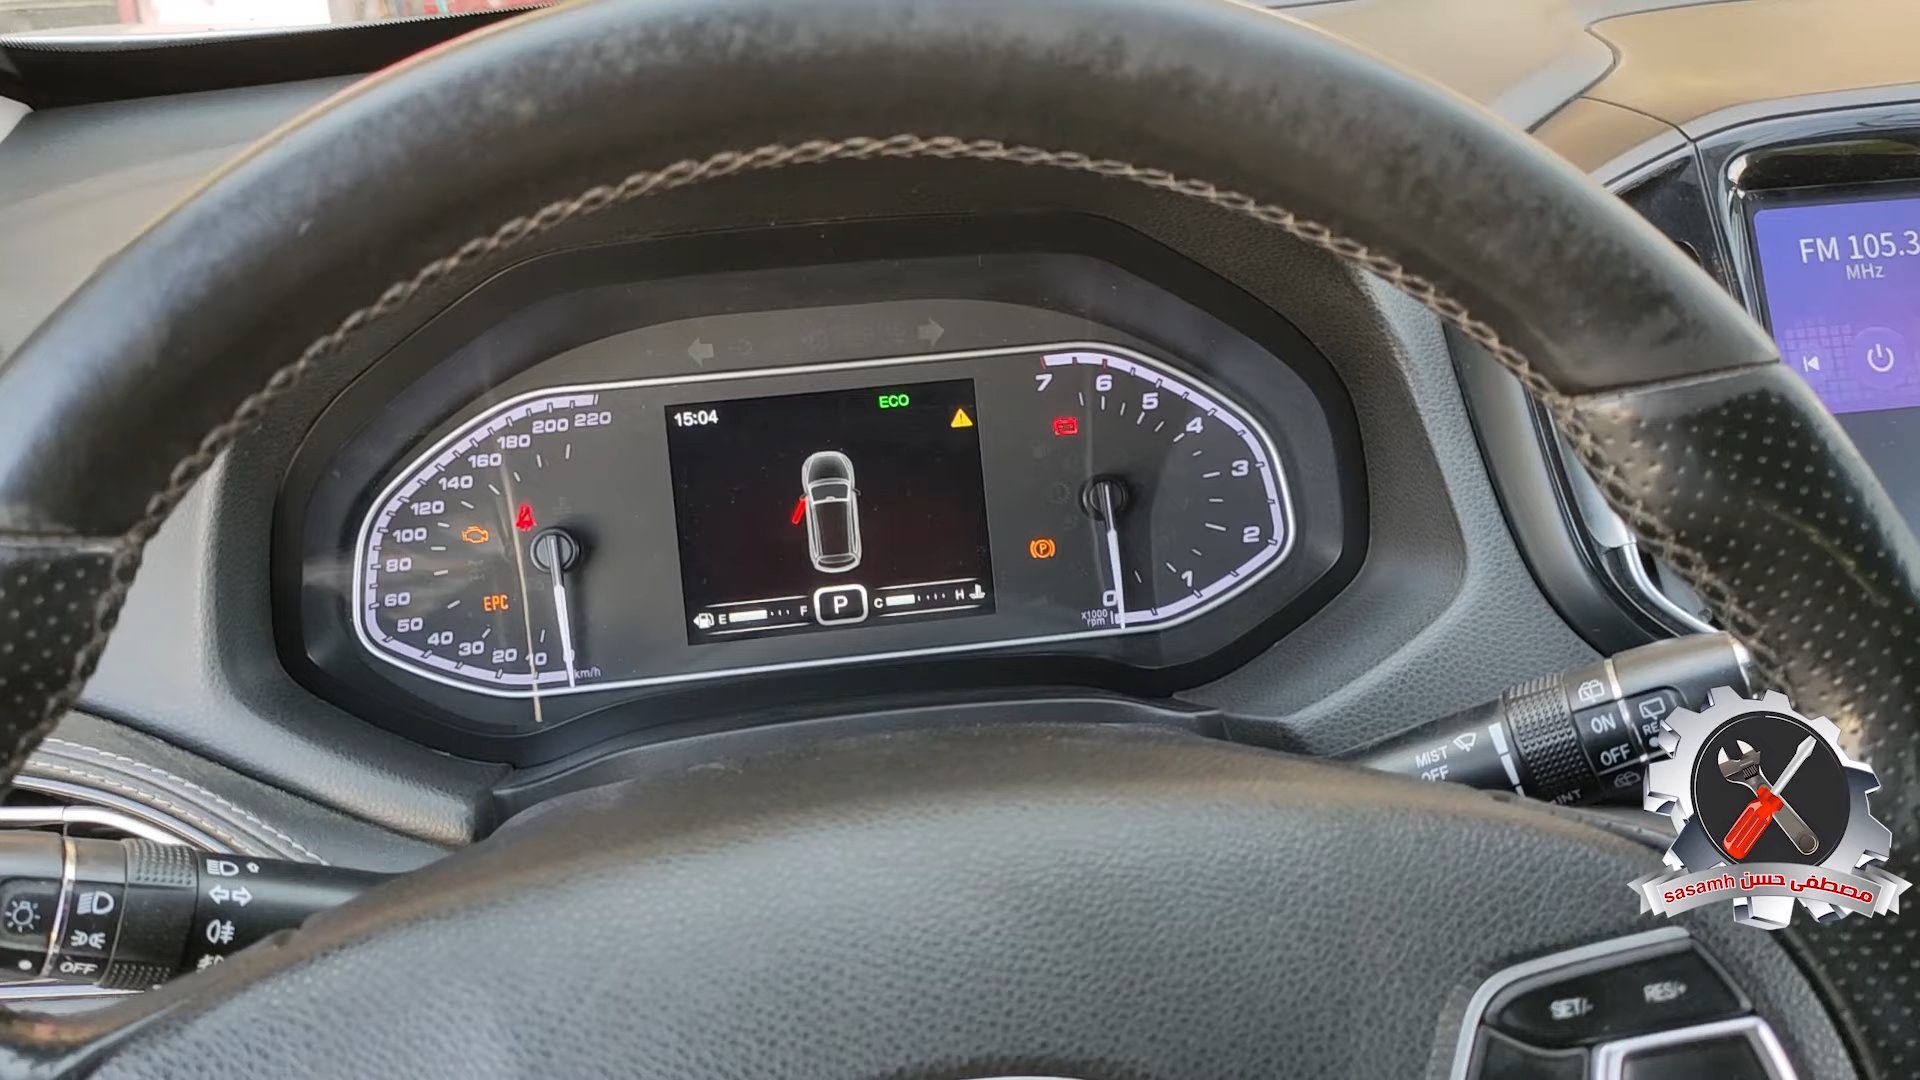 FM 105.3
MHz
15:04
ECO
220
200
180
160
140
120
100
80
60
50
40
30
20
10
km/h
EPC
E
F
P
C
H
7
6
5
4
3
2
1
0
X1000
rpm
P
MIST
OFF
INT
ON
OFF
OFF
SET/-
RES/+
sasamh مصطفى حسن